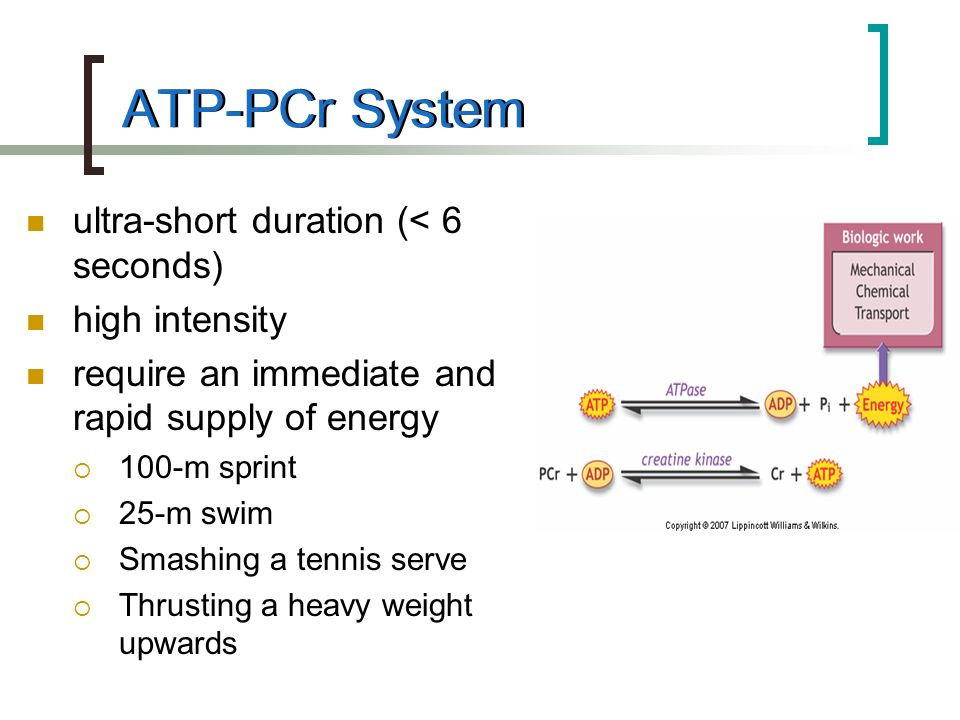 ATP-PCr System
ultra-short duration (< 6
seconds)
high intensity
require an immediate and
rapid supply of energy
100-m sprint
25-m swim
Smashing a tennis serve
Thrusting a heavy weight
upwards
Biologic work
Mechanical
Chemical
Transport
ATP ATPase ADP + Pi + Energy
PCr + ADP creatine kinase Cr + ATP
Copyright © 2007 Lippincott Williams & Wilkins.